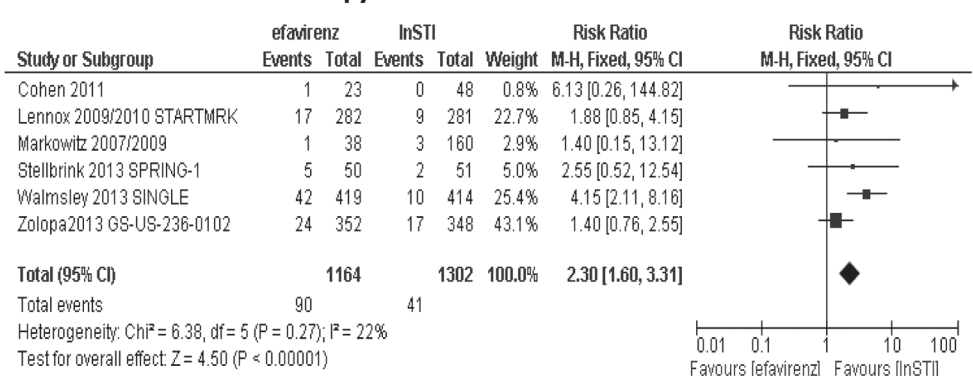 efavirenz InSTI Risk Ratio Risk Ratio
Study or Subgroup Events Total Events Total Weight M-H, Fixed, 95% CI M-H, Fixed, 95% CI
Cohen 2011 1 23 0 48 0.8% 6.13 [0.26, 144.82]
Lennox 2009/2010 STARTMRK 17 282 9 281 22.7% 1.88 [0.85, 4.15]
Markowitz 2007/2009 1 38 3 160 2.9% 1.40 [0.15, 13.12]
Stellbrink 2013 SPRING-1 5 50 2 51 5.0% 2.55 [0.52, 12.54]
Walmsley 2013 SINGLE 42 419 10 414 25.4% 4.15 [2.11, 8.16]
Zolopa2013 GS-US-236-0102 24 352 17 348 43.1% 1.40 [0.76, 2.55]
Total (95% CI) 1164 1302 100.0% 2.30 [1.60, 3.31]
Total events 90 41
Heterogeneity: Chi² = 6.38, df = 5 (P = 0.27); I² = 22%
Test for overall effect: Z = 4.50 (P < 0.00001)
0.01 0.1 1 10 100
Favours [efavirenz] Favours [InSTI]